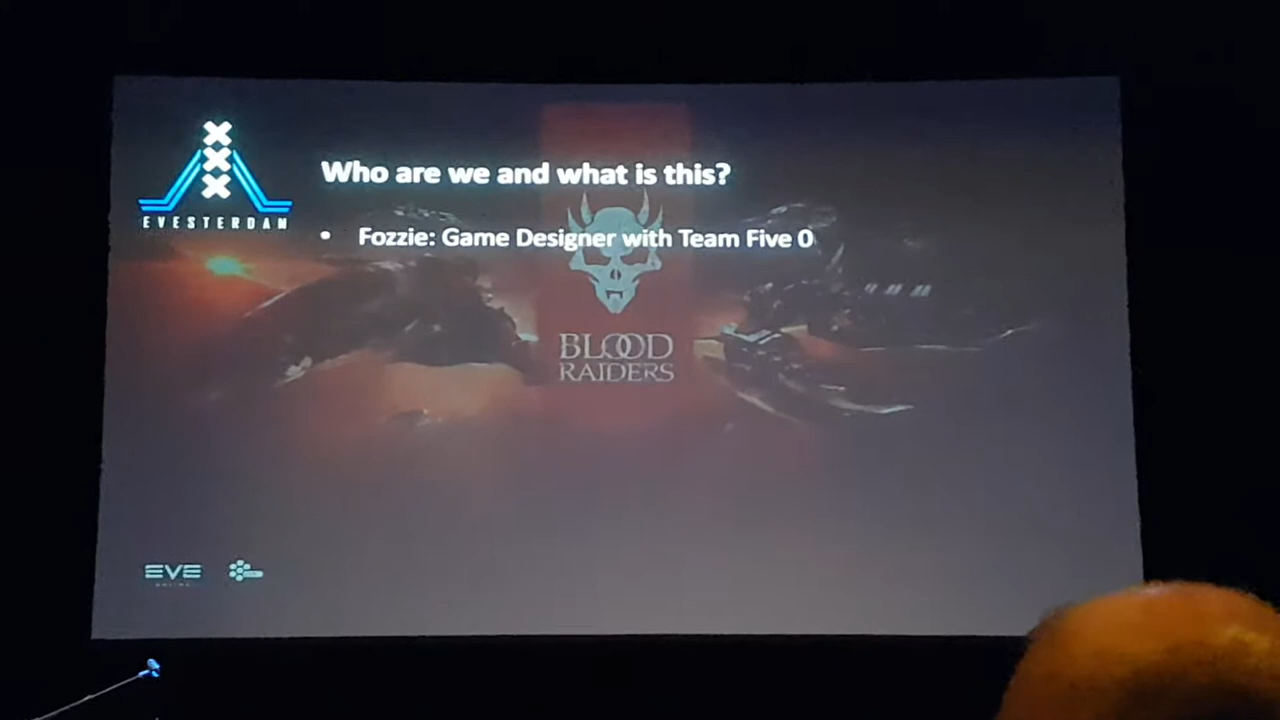 Who are we and what is this?
EVESTERDAM
• Fozzie: Game Designer with Team Five 0
BLOOD
RAIDERS
EVE